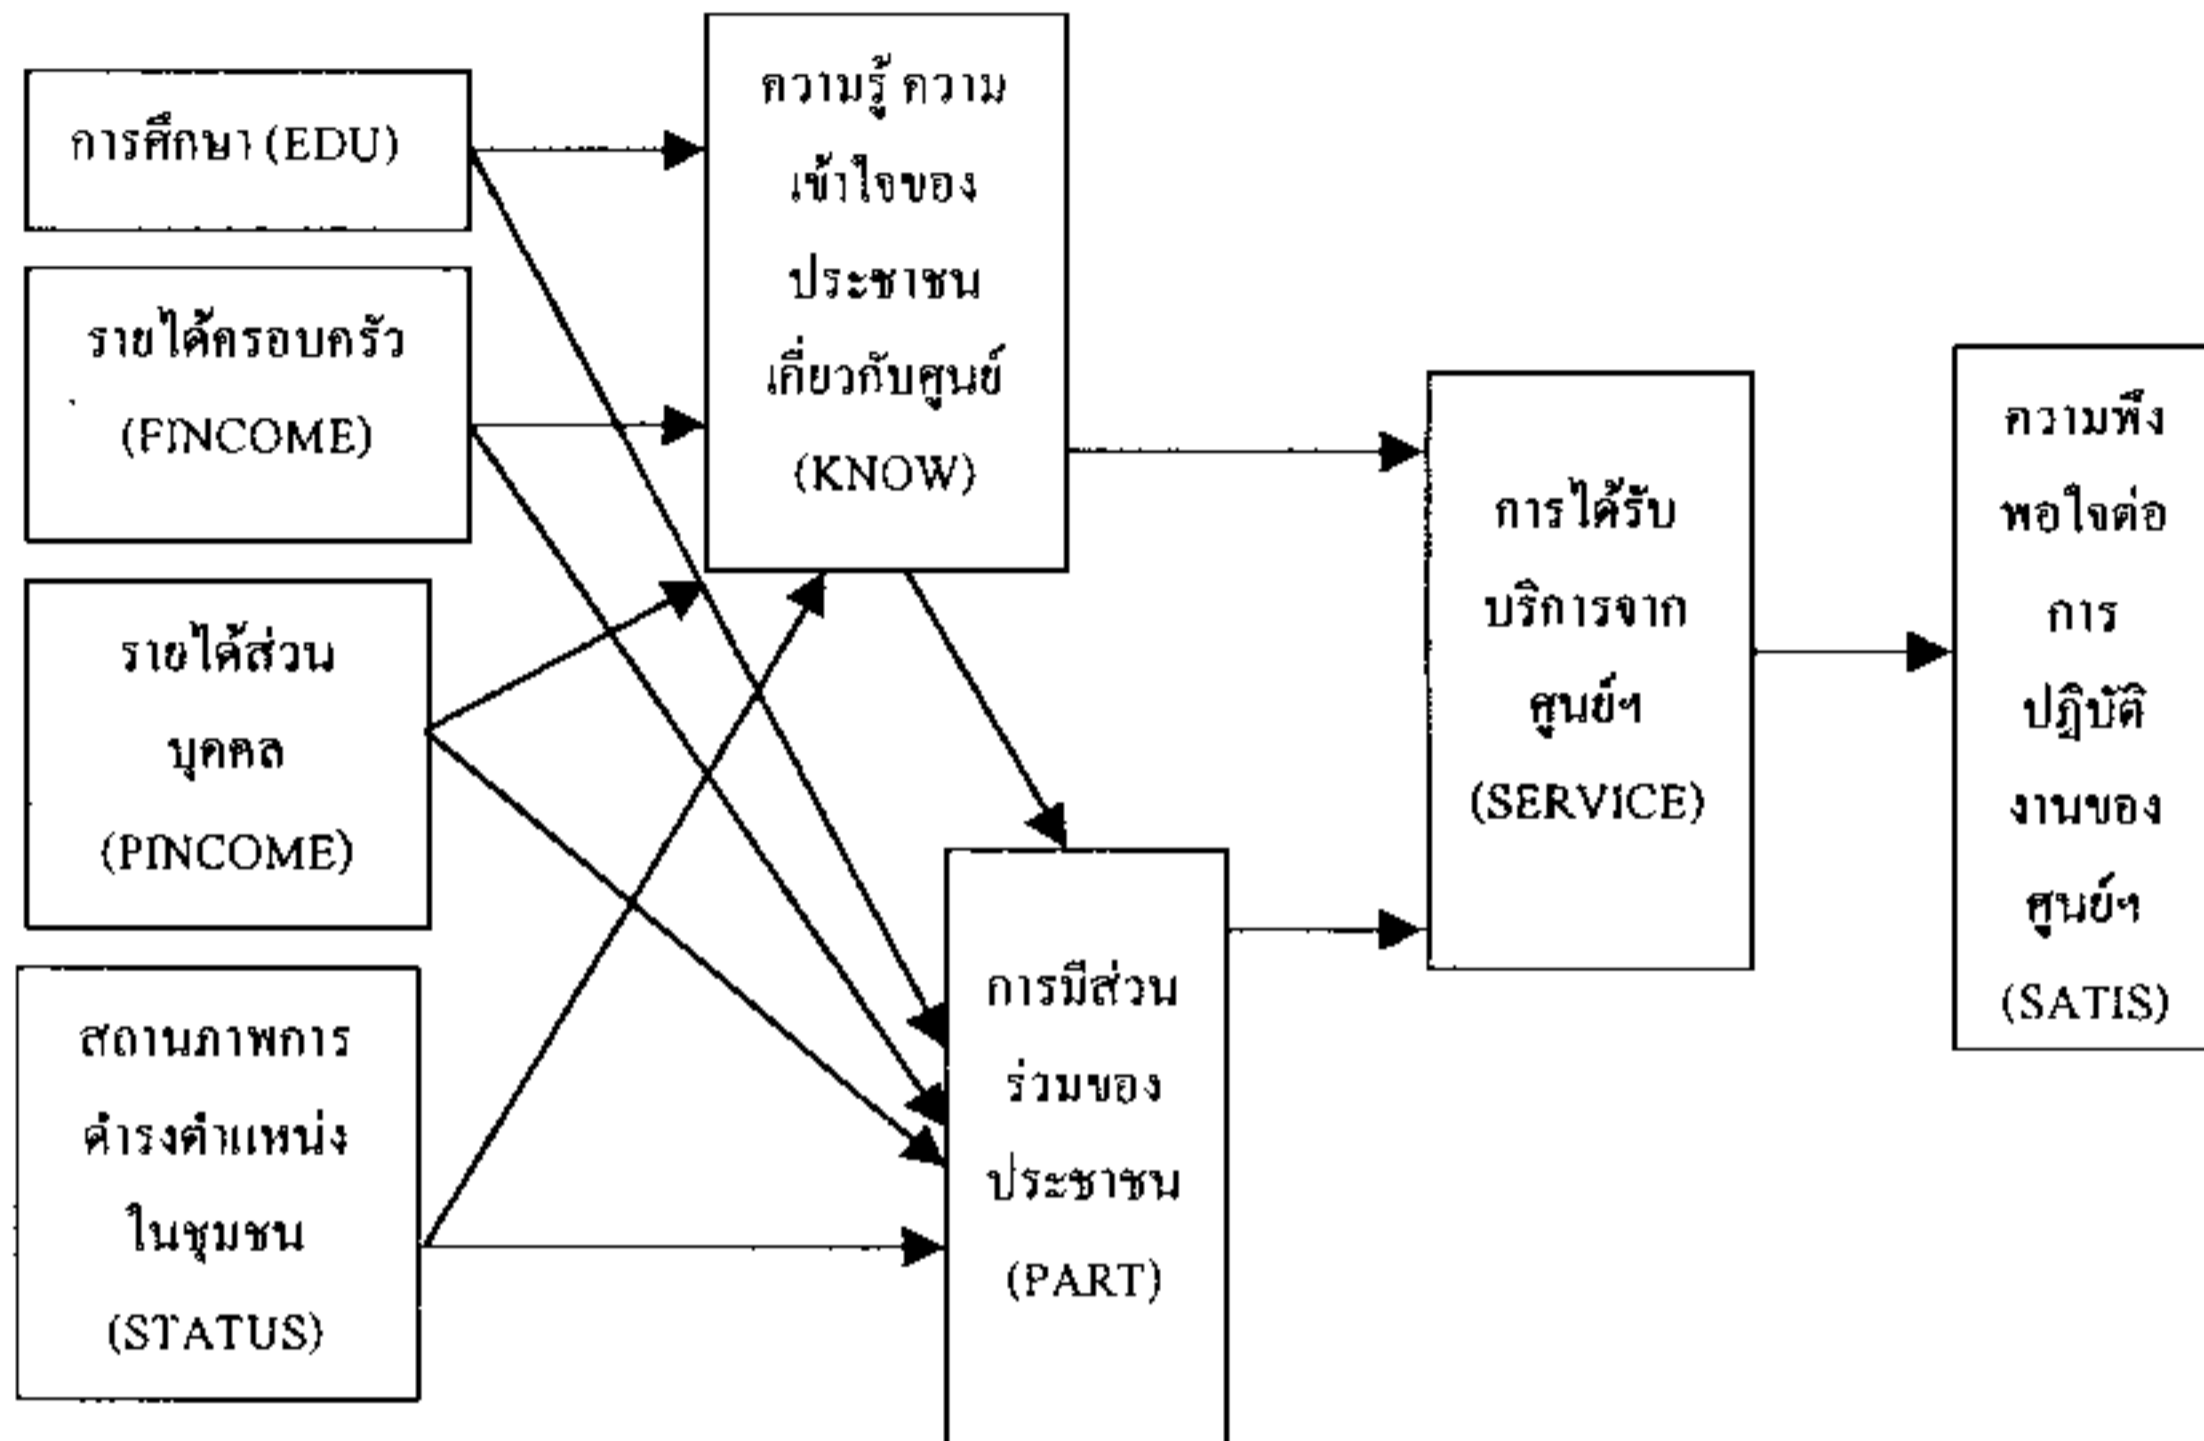 การศึกษา (EDU)
รายได้ครอบครัว
(FINCOME)
รายได้ส่วน
บุคคล
(PINCOME)
สถานภาพการ
ดำรงตำแหน่ง
ในชุมชน
(STATUS)
ความรู้ ความ
เข้าใจของ
ประชาชน
เกี่ยวกับศูนย์
(KNOW)
การมีส่วน
ร่วมของ
ประชาชน
(PART)
การได้รับ
บริการจาก
ศูนย์ฯ
(SERVICE)
ความพึง
พอใจต่อ
การ
ปฏิบัติ
งานของ
ศูนย์ฯ
(SATIS)